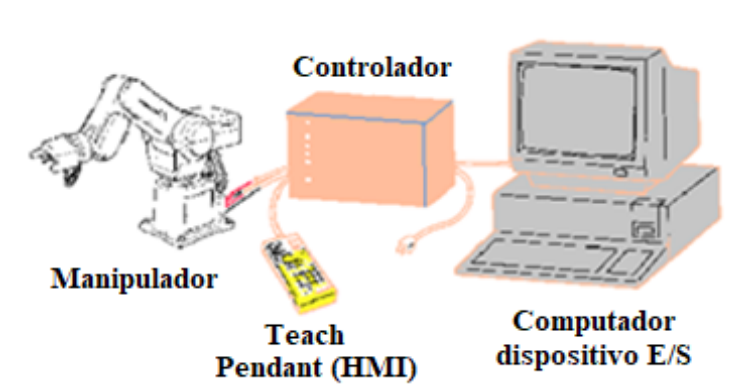 Controlador
Manipulador
Teach
Pendant (HMI)
Computador
dispositivo E/S